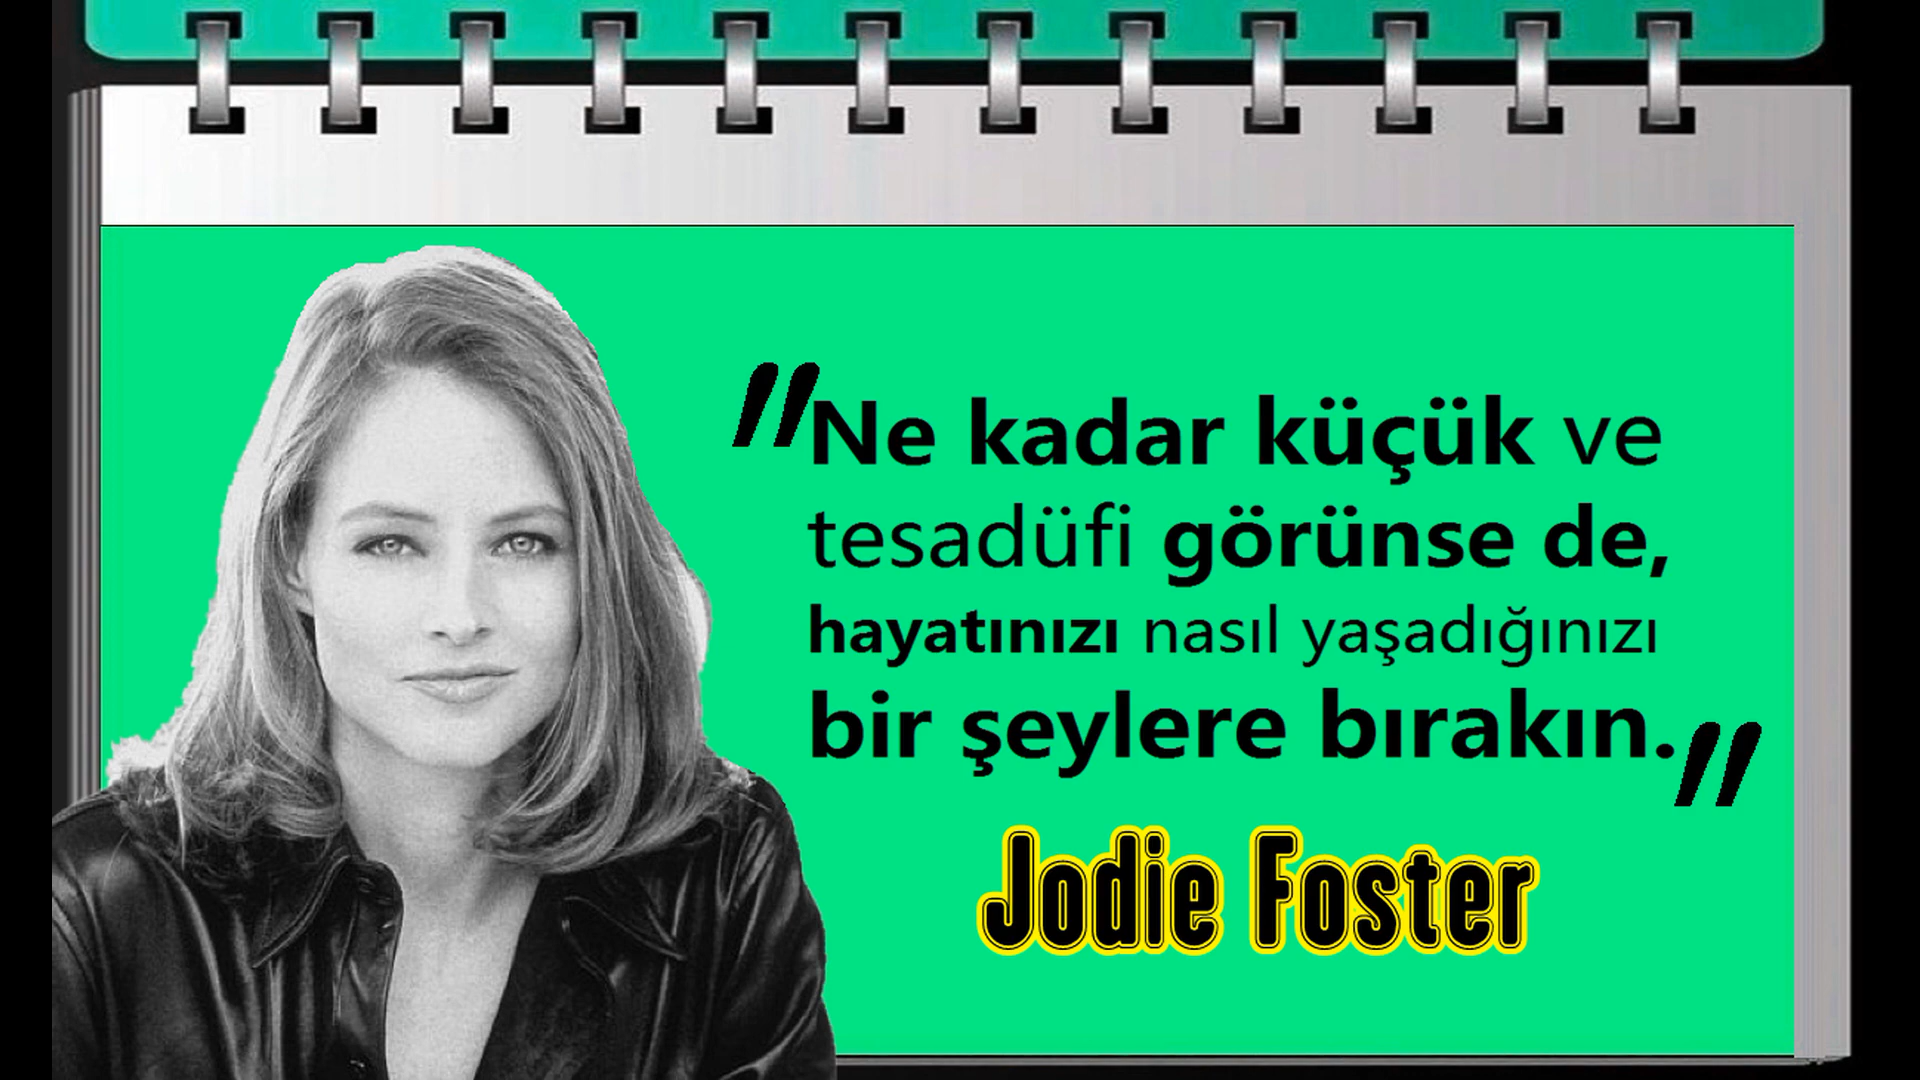 "Ne kadar küçük ve
tesadüfi görünse de,
hayatınızı nasıl yaşadığınızı
bir şeylere bırakın."
Jodie Foster